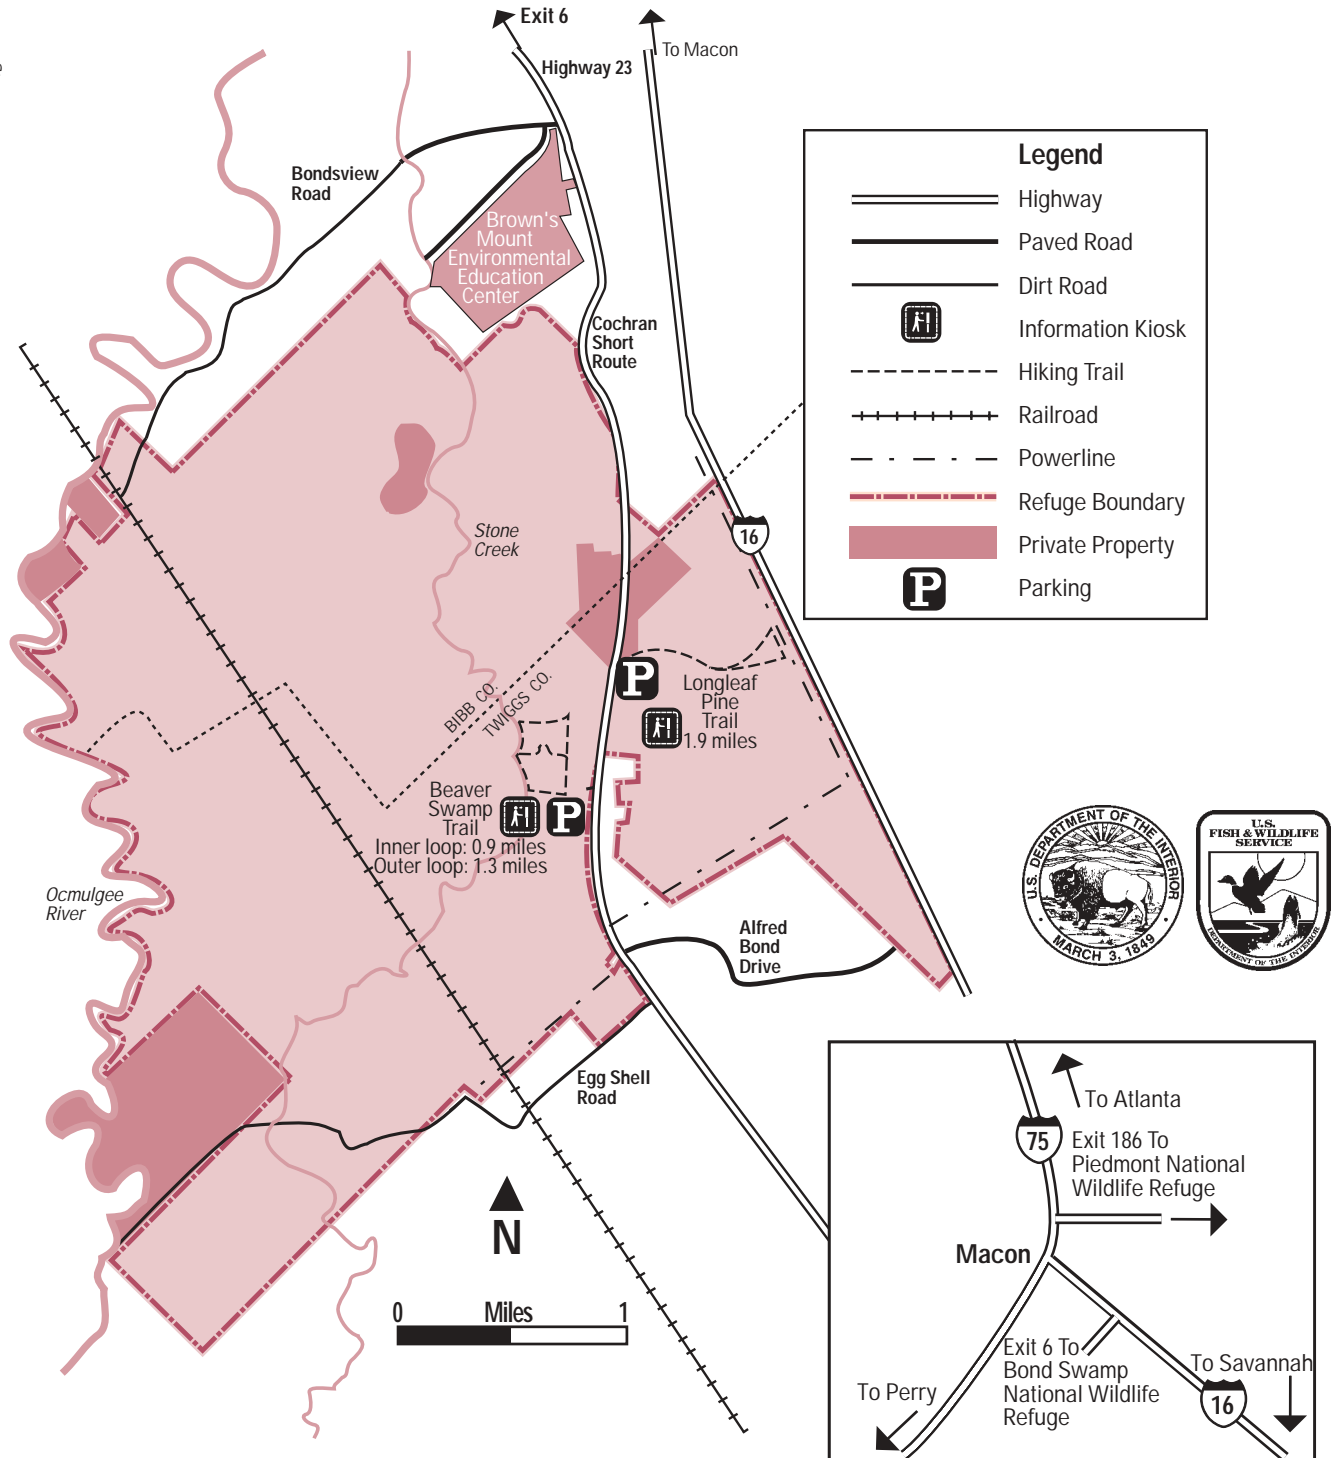 Exit 6
To Macon
Highway 23
Bondsview
Road
Brown's
Mount
Environmental
Education
Center
Cochran
Short
Route
Legend
Highway
Paved Road
Dirt Road
Information Kiosk
Hiking Trail
Railroad
Powerline
Refuge Boundary
Private Property
P
Parking
Stone
Creek
16
BIBB CO.
TWIGGS CO.
P
Longleaf
Pine
Trail
1.9 miles
Beaver
Swamp
Trail
P
Inner loop: 0.9 miles
Outer loop: 1.3 miles
Ocmulgee
River
Alfred
Bond
Drive
U.S. DEPARTMENT OF THE INTERIOR
MARCH 3, 1849
U.S.
FISH & WILDLIFE
SERVICE
DEPARTMENT OF THE INTERIOR
Egg Shell
Road
N
0 Miles 1
To Atlanta
75
Exit 186 To
Piedmont National
Wildlife Refuge
Macon
Exit 6 To
Bond Swamp
National Wildlife
Refuge
To Savannah
16
To Perry